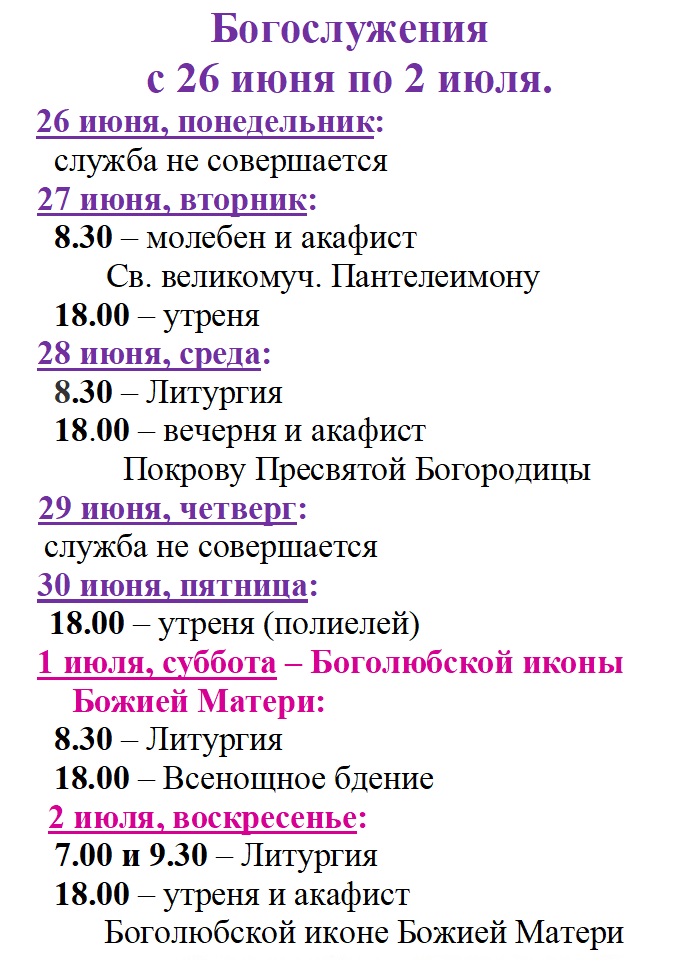 Богослужения
с 26 июня по 2 июля.
26 июня, понедельник:
служба не совершается
27 июня, вторник:
8.30 – молебен и акафист
Св. великомуч. Пантелеимону
18.00 – утреня
28 июня, среда:
8.30 – Литургия
18.00 – вечерня и акафист
Покрову Пресвятой Богородицы
29 июня, четверг:
служба не совершается
30 июня, пятница:
18.00 – утреня (полиелей)
1 июля, суббота – Боголюбской иконы
Божией Матери:
8.30 – Литургия
18.00 – Всенощное бдение
2 июля, воскресенье:
7.00 и 9.30 – Литургия
18.00 – утреня и акафист
Боголюбской иконе Божией Матери